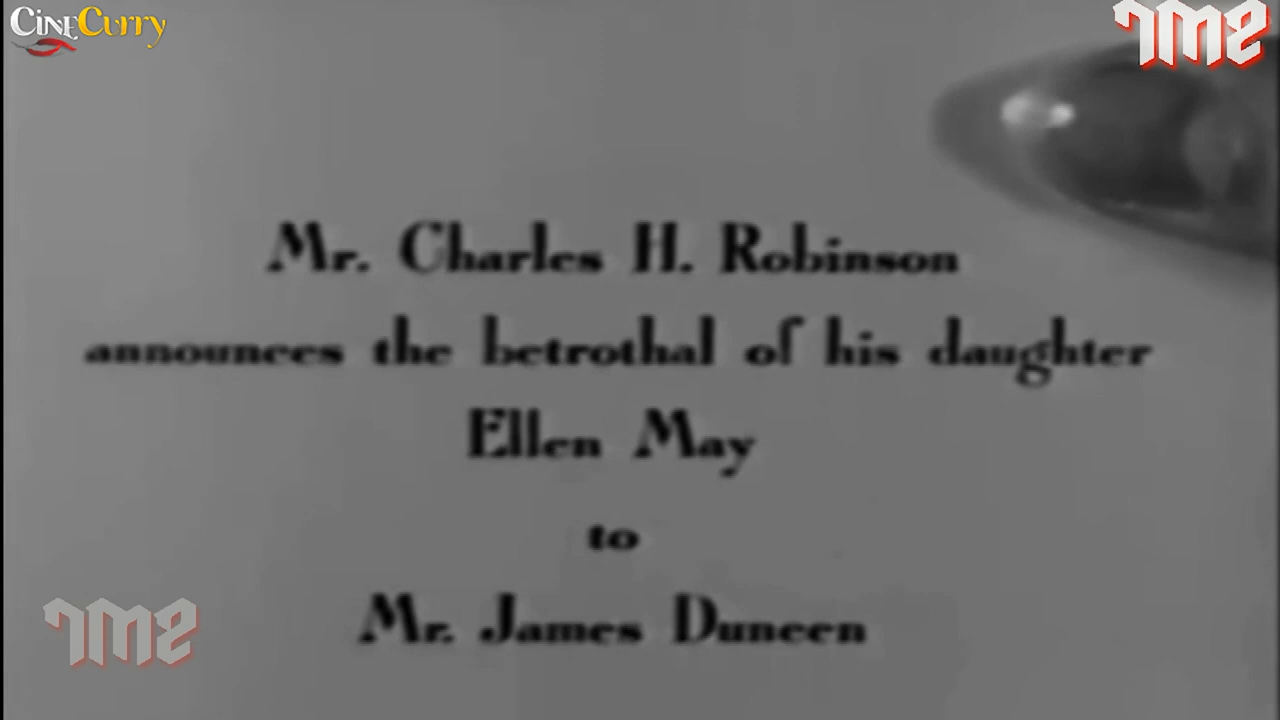 CineCurry
Mr. Charles H. Robinson
announces the betrothal of his daughter
Ellen May
to
Mr. James Duneen